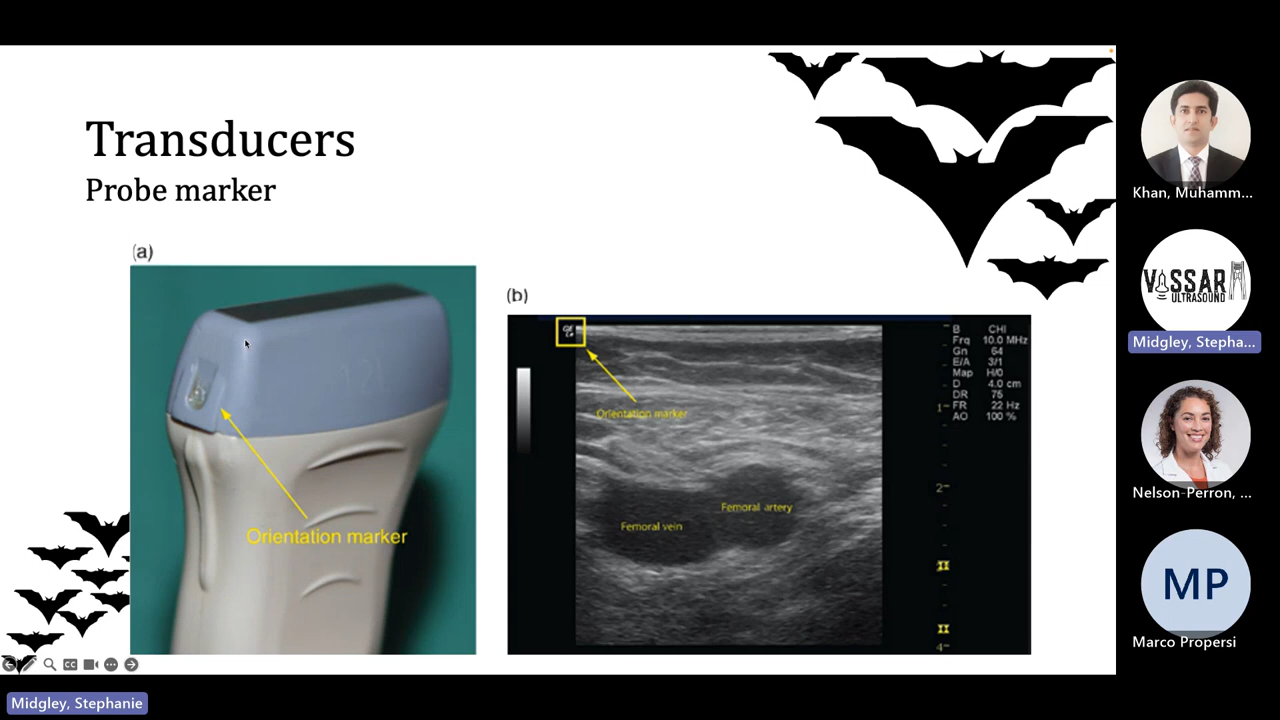 Transducers
Probe marker
(a)
Orientation marker
(b)
Orientation marker
Femoral vein
Femoral artery
B CHI
Frq 10.0 MHz
Gn 64
E/A 3/1
Map H/0
D 4.0 cm
DR 75
FR 22 Hz
AO 100 %
1
2
4
Khan, Muhamm...
VASSAR
ULTRASOUND
Midgley, Stepha...
Nelson-Perron, ...
MP
Marco Propersi
Midgley, Stephanie